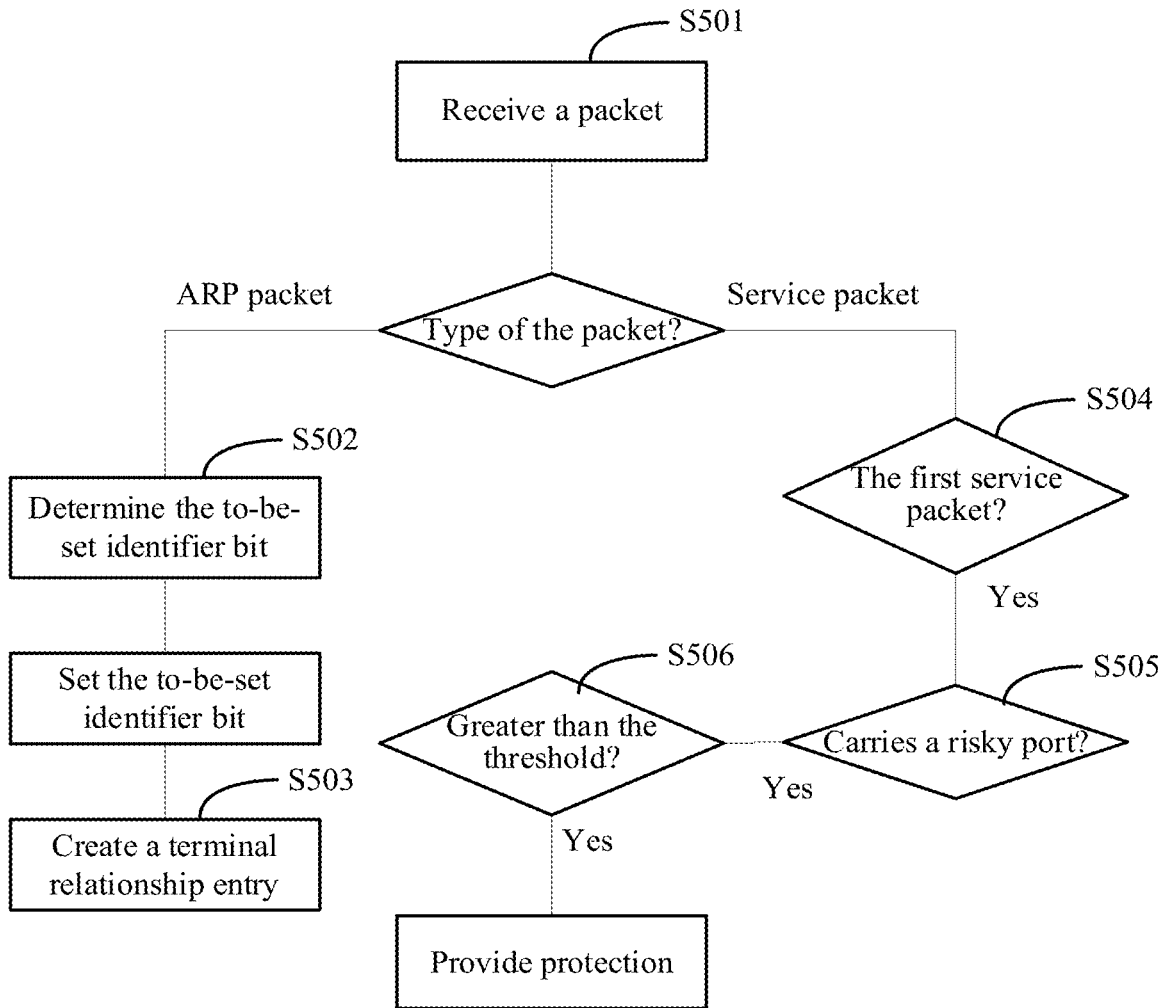 S501
Receive a packet
ARP packet
Service packet
Type of the packet?
S504
S502
The first service
packet?
Determine the to-be-
set identifier bit
Yes
S506
S505
Set the to-be-set
identifier bit
Greater than the
threshold?
Carries a risky port?
Yes
S503
Yes
Create a terminal
relationship entry
Provide protection